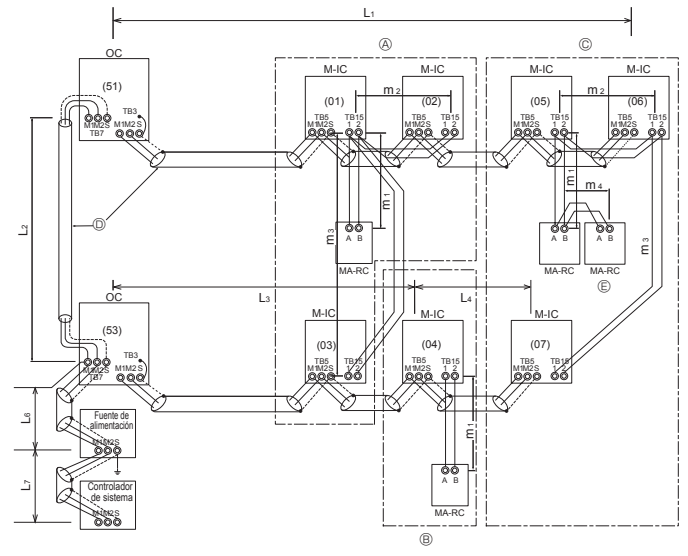 L1
A
C
OC
M-IC
M-IC
M-IC
M-IC
(51)
(01)
m2
(02)
(05)
m2
(06)
TB3
M1M2S
TB7
M1M2S
TB5
M1M2S
TB15
1 2
TB5
M1M2S
TB15
1 2
TB5
M1M2S
TB15
1 2
TB5
M1M2S
TB15
1 2
L2
D
m3
m1
m1
m4
m3
A B
MA-RC
A B
MA-RC
A B
MA-RC
E
OC
L3
L4
M-IC
M-IC
M-IC
(53)
(03)
(04)
(07)
TB3
M1M2S
TB7
M1M2S
TB5
M1M2S
TB15
1 2
TB5
M1M2S
TB15
1 2
TB5
M1M2S
TB15
1 2
L6
Fuente de
alimentación
M1M2S
m1
L7
Controlador
de sistema
M1M2S
A B
MA-RC
B